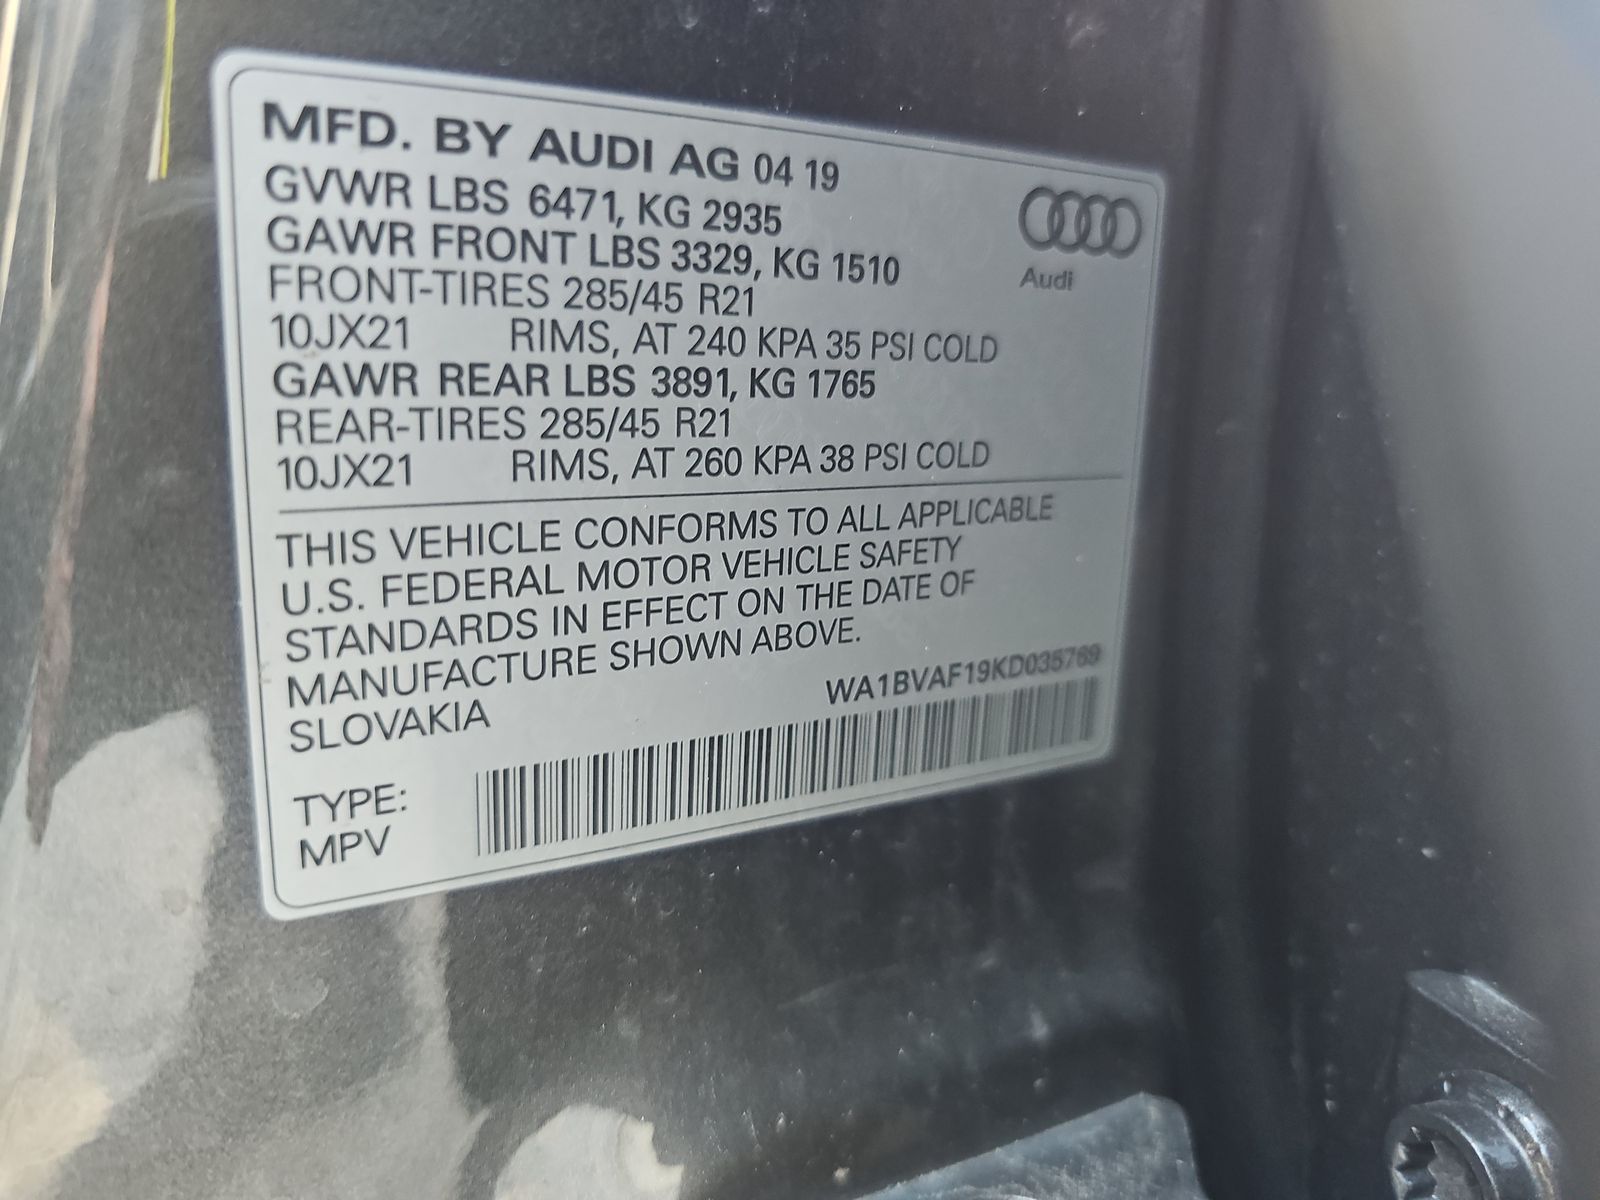 MFD. BY AUDI AG 04 19
GVWR LBS 6471, KG 2935
GAWR FRONT LBS 3329, KG 1510
FRONT-TIRES 285/45 R21
10JX21 RIMS, AT 240 KPA 35 PSI COLD
GAWR REAR LBS 3891, KG 1765
REAR-TIRES 285/45 R21
10JX21 RIMS, AT 260 KPA 38 PSI COLD
Audi
THIS VEHICLE CONFORMS TO ALL APPLICABLE
U.S. FEDERAL MOTOR VEHICLE SAFETY
STANDARDS IN EFFECT ON THE DATE OF
MANUFACTURE SHOWN ABOVE.
SLOVAKIA
WA1BVAF19KD035769
TYPE:
MPV